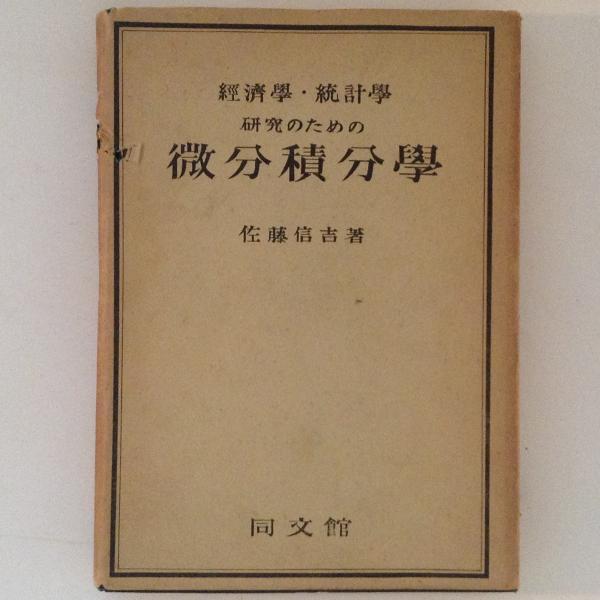 經濟學・統計學
研究のための
微分積分學
佐藤信吉著
同文館